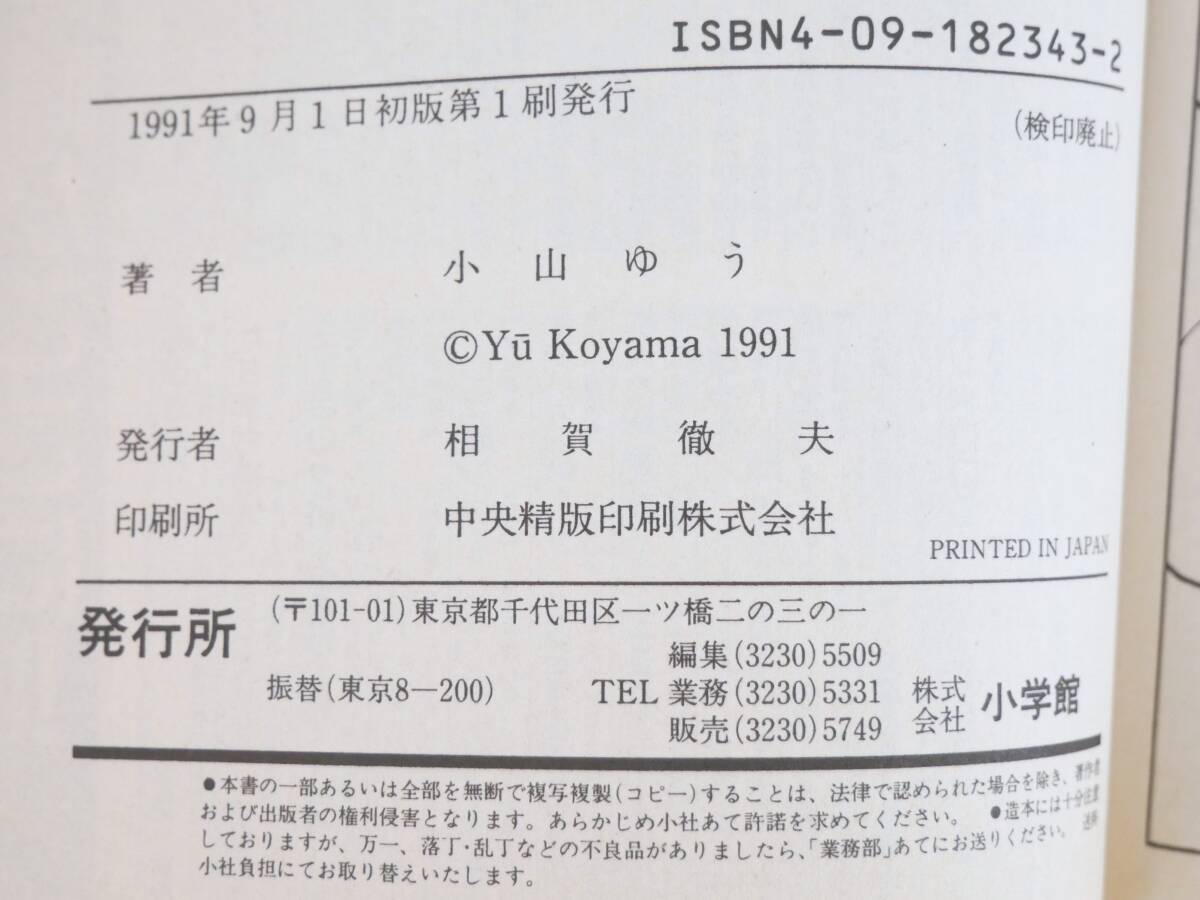 ISBN4-09-182343-2
1991年9月1日初版第1刷発行
(検印廃止)
著者 小山ゆう
©Yū Koyama 1991
発行者 相賀徹夫
印刷所 中央精版印刷株式会社
PRINTED IN JAPAN
発行所 (〒101-01)東京都千代田区一ツ橋二の三の一
編集(3230)5509
振替(東京8—200) TEL 業務(3230)5331 株式会社 小学館
販売(3230)5749
●本書の一部あるいは全部を無断で複写複製(コピー)することは、法律で認められた場合を除き、著作者
および出版者の権利侵害となります。あらかじめ小社あて許諾を求めてください。 ●造本には十分注意
しておりますが、万一、落丁・乱丁などの不良品がありましたら、「業務部」あてにお送りください。送料
小社負担にてお取り替えいたします。